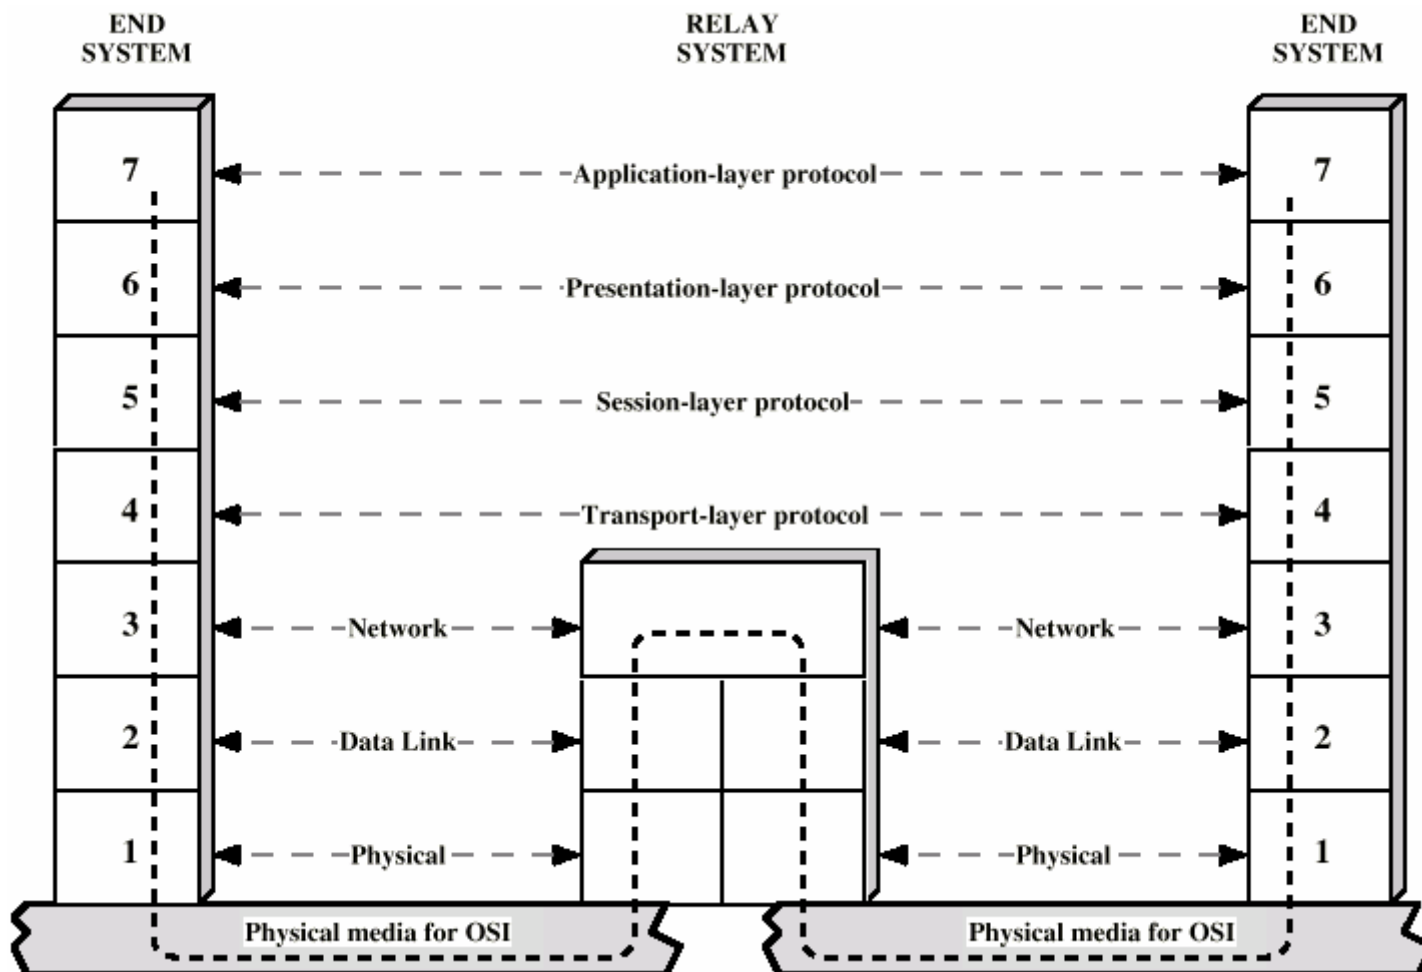 END
SYSTEM
RELAY
SYSTEM
END
SYSTEM
7
Application-layer protocol
7
6
Presentation-layer protocol
6
5
Session-layer protocol
5
4
Transport-layer protocol
4
3
Network
Network
3
2
Data Link
Data Link
2
1
Physical
Physical
1
Physical media for OSI
Physical media for OSI